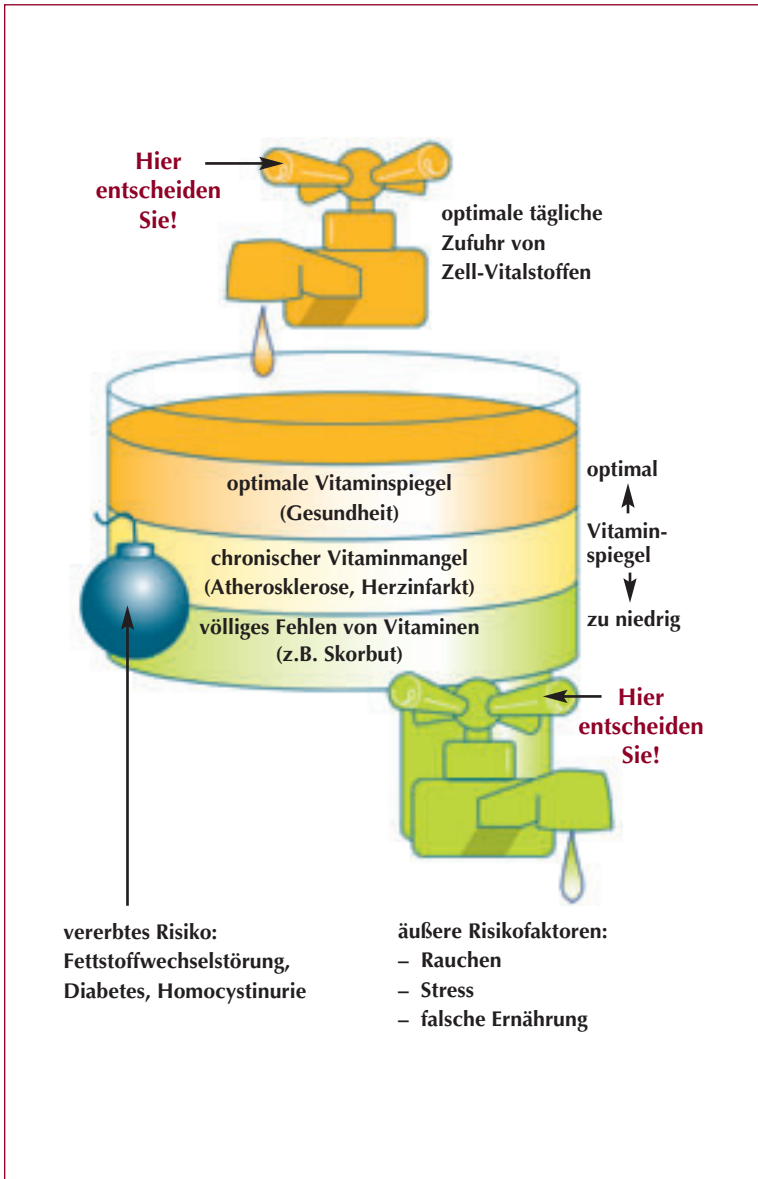 Hier
entscheiden
Sie!
optimale tägliche
Zufuhr von
Zell-Vitalstoffen
optimale Vitaminspiegel
(Gesundheit)
chronischer Vitaminmangel
(Atherosklerose, Herzinfarkt)
völliges Fehlen von Vitaminen
(z.B. Skorbut)
optimal
Vitamin-
spiegel
zu niedrig
Hier
entscheiden
Sie!
vererbtes Risiko:
Fettstoffwechselstörung,
Diabetes, Homocystinurie
äußere Risikofaktoren:
– Rauchen
– Stress
– falsche Ernährung